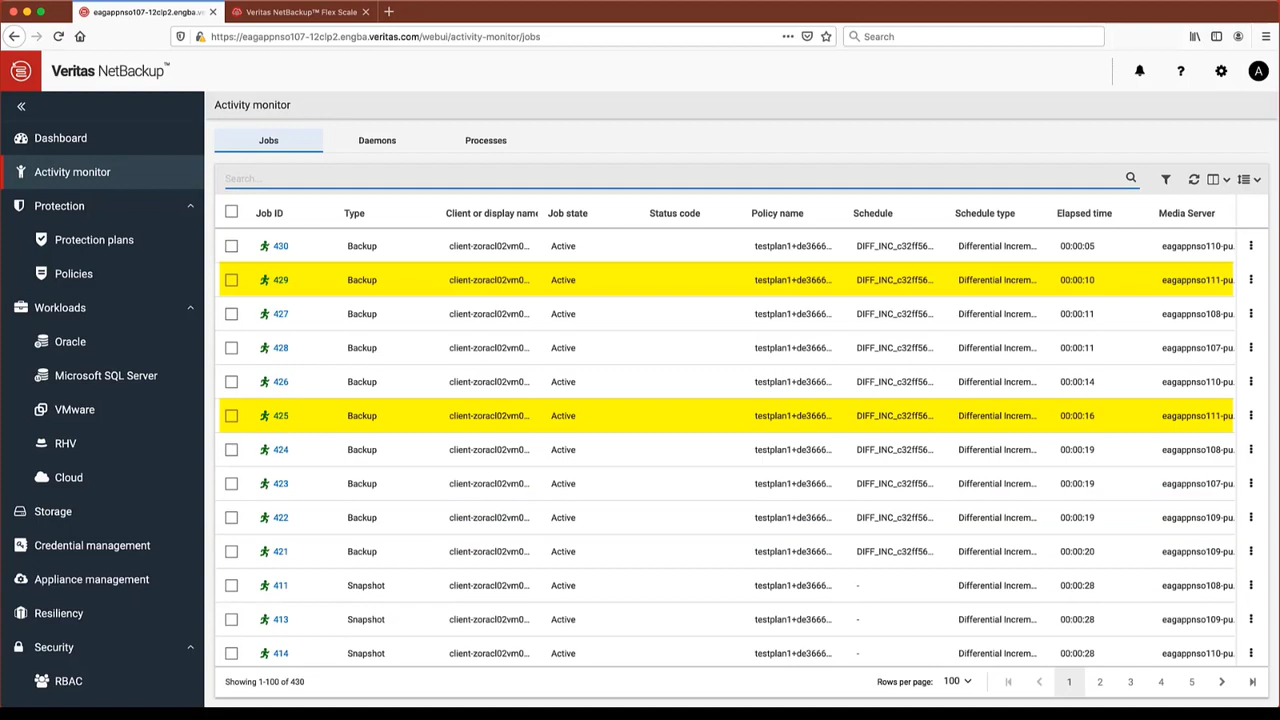 eagappnso107-12clp2.engba.ve
Veritas NetBackup™ Flex Scale
https://eagappnso107-12clp2.engba.veritas.com/webui/activity-monitor/jobs
Search
Veritas NetBackup™
A
Activity monitor
Dashboard
Activity monitor
Protection
Protection plans
Policies
Workloads
Oracle
Microsoft SQL Server
VMware
RHV
Cloud
Storage
Credential management
Appliance management
Resiliency
Security
RBAC
Jobs Daemons Processes
Search...
Job ID Type Client or display name Job state Status code Policy name Schedule Schedule type Elapsed time Media Server
430 Backup client-zoracl02vm0... Active testplan1+de3666... DIFF_INC_c32ff56... Differential Increm... 00:00:05 eagappnso110-pu.
429 Backup client-zoracl02vm0... Active testplan1+de3666... DIFF_INC_c32ff56... Differential Increm... 00:00:10 eagappnso111-pu.
427 Backup client-zoracl02vm0... Active testplan1+de3666... DIFF_INC_c32ff56... Differential Increm... 00:00:11 eagappnso108-pu.
428 Backup client-zoracl02vm0... Active testplan1+de3666... DIFF_INC_c32ff56... Differential Increm... 00:00:11 eagappnso107-pu.
426 Backup client-zoracl02vm0... Active testplan1+de3666... DIFF_INC_c32ff56... Differential Increm... 00:00:14 eagappnso110-pu.
425 Backup client-zoracl02vm0... Active testplan1+de3666... DIFF_INC_c32ff56... Differential Increm... 00:00:16 eagappnso111-pu.
424 Backup client-zoracl02vm0... Active testplan1+de3666... DIFF_INC_c32ff56... Differential Increm... 00:00:19 eagappnso108-pu.
423 Backup client-zoracl02vm0... Active testplan1+de3666... DIFF_INC_c32ff56... Differential Increm... 00:00:19 eagappnso107-pu.
422 Backup client-zoracl02vm0... Active testplan1+de3666... DIFF_INC_c32ff56... Differential Increm... 00:00:19 eagappnso109-pu.
421 Backup client-zoracl02vm0... Active testplan1+de3666... DIFF_INC_c32ff56... Differential Increm... 00:00:20 eagappnso109-pu.
411 Snapshot client-zoracl02vm0... Active testplan1+de3666... - Differential Increm... 00:00:28 eagappnso108-pu.
413 Snapshot client-zoracl02vm0... Active testplan1+de3666... - Differential Increm... 00:00:28 eagappnso109-pu.
414 Snapshot client-zoracl02vm0... Active testplan1+de3666... - Differential Increm... 00:00:28 eagappnso110-pu.
Showing 1-100 of 430 Rows per page: 100 1 2 3 4 5